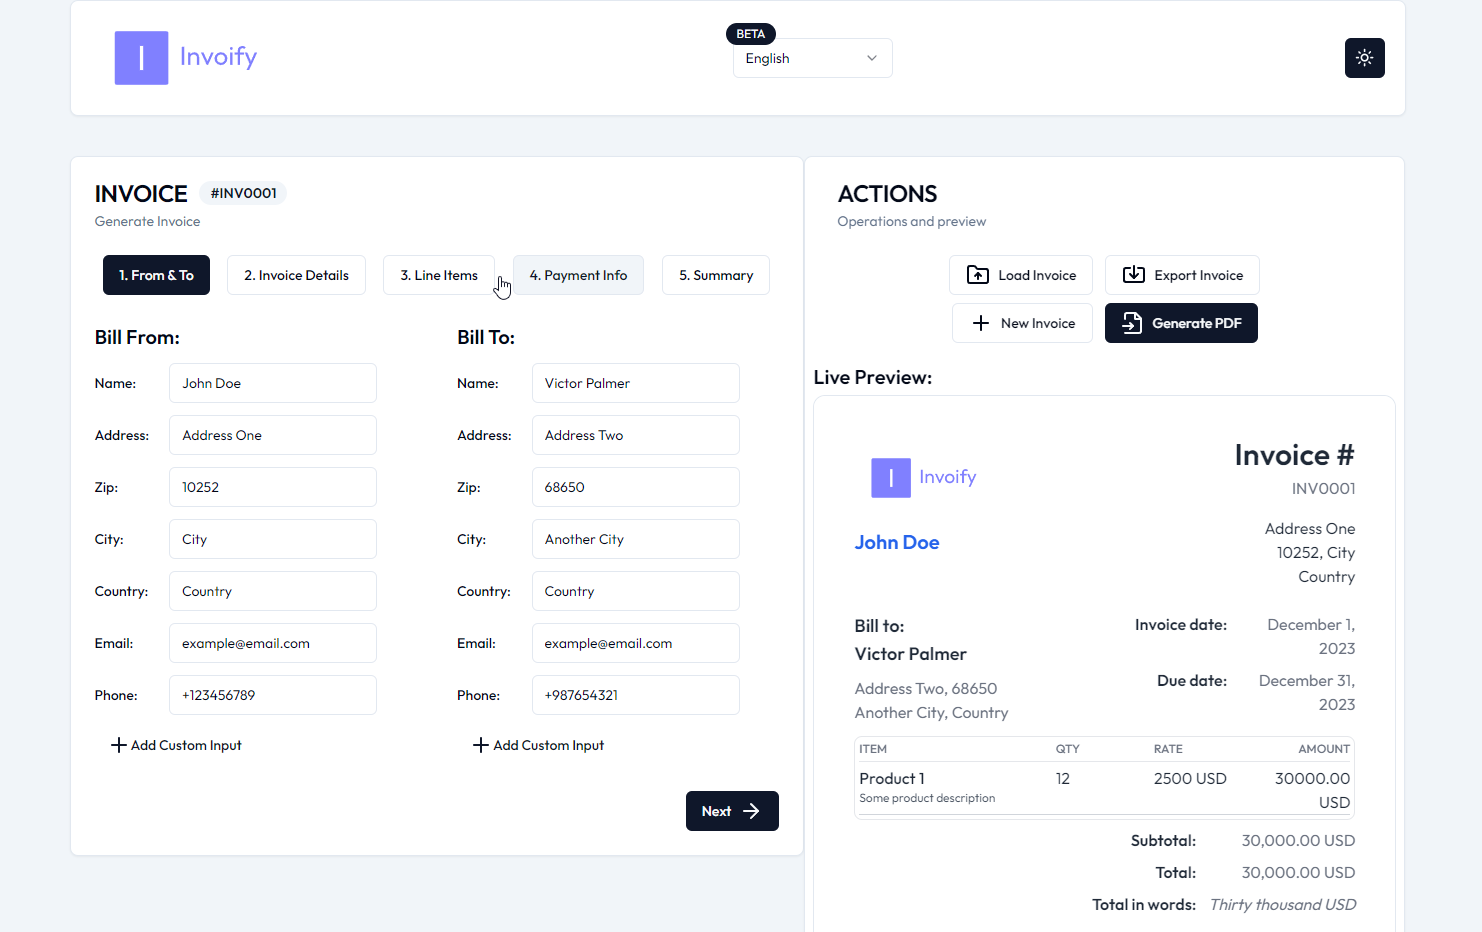 I Invoify
BETA
English
INVOICE #INV0001
Generate Invoice
1. From & To 2. Invoice Details 3. Line Items 4. Payment Info 5. Summary
Bill From:
Name: John Doe
Address: Address One
Zip: 10252
City: City
Country: Country
Email: example@email.com
Phone: +123456789
Add Custom Input
Bill To:
Name: Victor Palmer
Address: Address Two
Zip: 68650
City: Another City
Country: Country
Email: example@email.com
Phone: +987654321
Add Custom Input
Next
ACTIONS
Operations and preview
Load Invoice Export Invoice
New Invoice Generate PDF
Live Preview:
I Invoify
John Doe
Invoice #
INV0001
Address One
10252, City
Country
Bill to:
Victor Palmer
Address Two, 68650
Another City, Country
Invoice date: December 1,
2023
Due date: December 31,
2023
ITEM QTY RATE AMOUNT
Product 1 12 2500 USD 30000.00
USD
Some product description
Subtotal: 30,000.00 USD
Total: 30,000.00 USD
Total in words: Thirty thousand USD